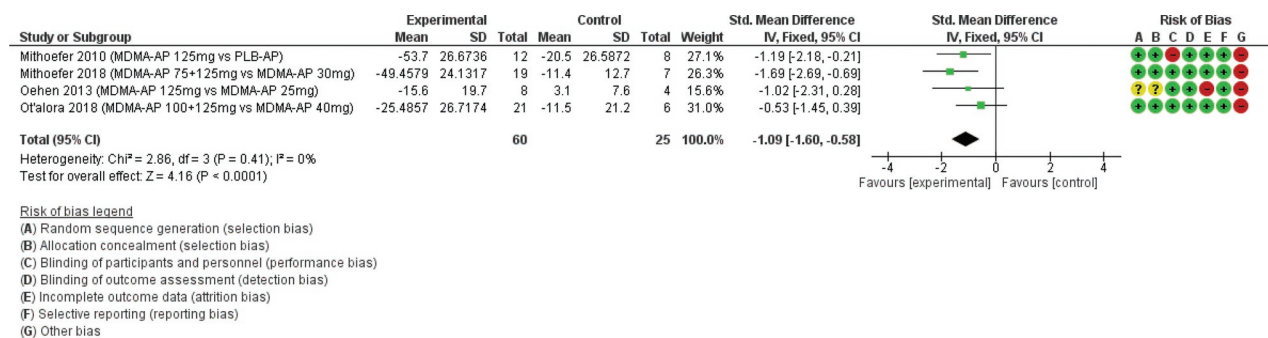 Experimental Control Std. Mean Difference Std. Mean Difference Risk of Bias
Study or Subgroup Mean SD Total Mean SD Total Weight IV, Fixed, 95% CI IV, Fixed, 95% CI A B C D E F G
Mithoefer 2010 (MDMA-AP 125mg vs PLB-AP) -53.7 26.6736 12 -20.5 26.5872 8 27.1% -1.19 [-2.18, -0.21] + + - + + + -
Mithoefer 2018 (MDMA-AP 75+125mg vs MDMA-AP 30mg) -49.4579 24.1317 19 -11.4 12.7 7 26.3% -1.69 [-2.69, -0.69] + + + + + + -
Oehen 2013 (MDMA-AP 125mg vs MDMA-AP 25mg) -15.6 19.7 8 3.1 7.6 4 15.6% -1.02 [-2.31, 0.28] ? ? + + - + -
Ot'alora 2018 (MDMA-AP 100+125mg vs MDMA-AP 40mg) -25.4857 26.7174 21 -11.5 21.2 6 31.0% -0.53 [-1.45, 0.39] + + + + + + -
Total (95% CI) 60 25 100.0% -1.09 [-1.60, -0.58]
Heterogeneity: Chi² = 2.86, df = 3 (P = 0.41); I² = 0%
Test for overall effect: Z = 4.16 (P < 0.0001)
-4 -2 0 2 4
Favours [experimental] Favours [control]
Risk of bias legend
(A) Random sequence generation (selection bias)
(B) Allocation concealment (selection bias)
(C) Blinding of participants and personnel (performance bias)
(D) Blinding of outcome assessment (detection bias)
(E) Incomplete outcome data (attrition bias)
(F) Selective reporting (reporting bias)
(G) Other bias